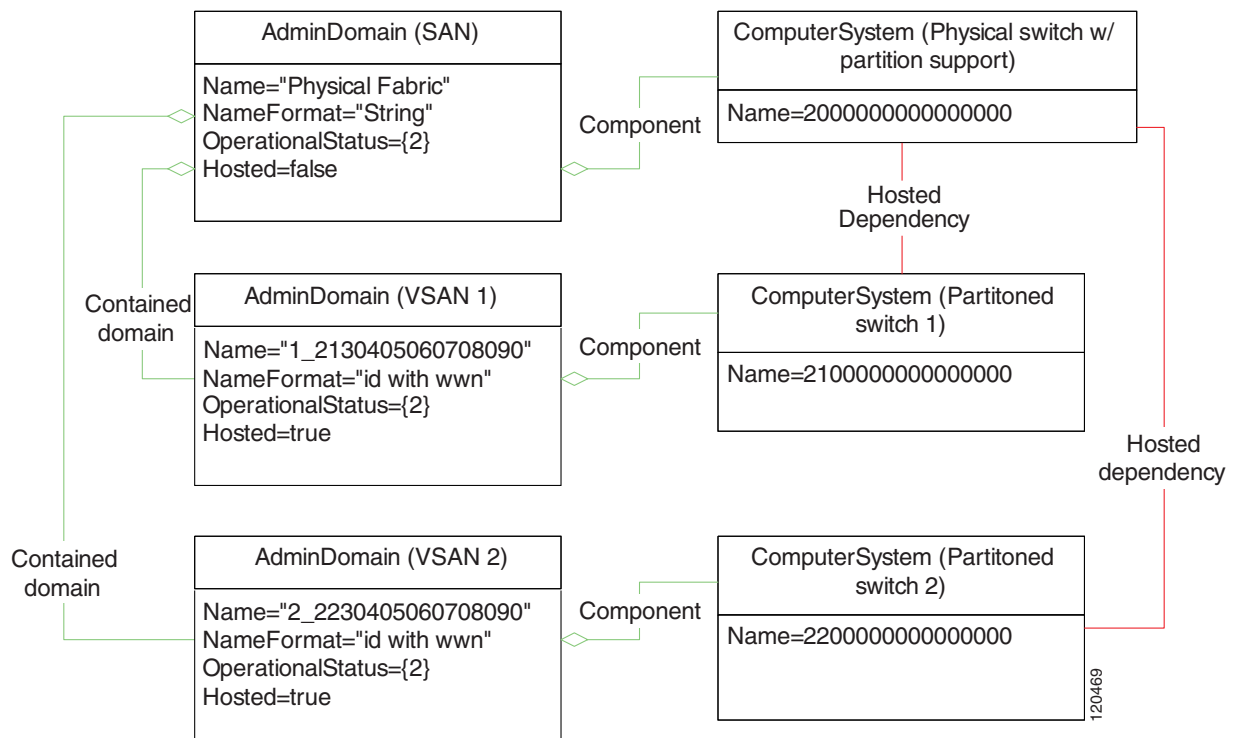 AdminDomain (SAN)
Name="Physical Fabric"
NameFormat="String"
OperationalStatus={2}
Hosted=false
Component
ComputerSystem (Physical switch w/
partition support)
Name=2000000000000000
Hosted
Dependency
Contained
domain
AdminDomain (VSAN 1)
Name="1_2130405060708090"
NameFormat="id with wwn"
OperationalStatus={2}
Hosted=true
Component
ComputerSystem (Partitoned
switch 1)
Name=2100000000000000
Hosted
dependency
Contained
domain
AdminDomain (VSAN 2)
Name="2_2230405060708090"
NameFormat="id with wwn"
OperationalStatus={2}
Hosted=true
Component
ComputerSystem (Partitoned
switch 2)
Name=2200000000000000
120469